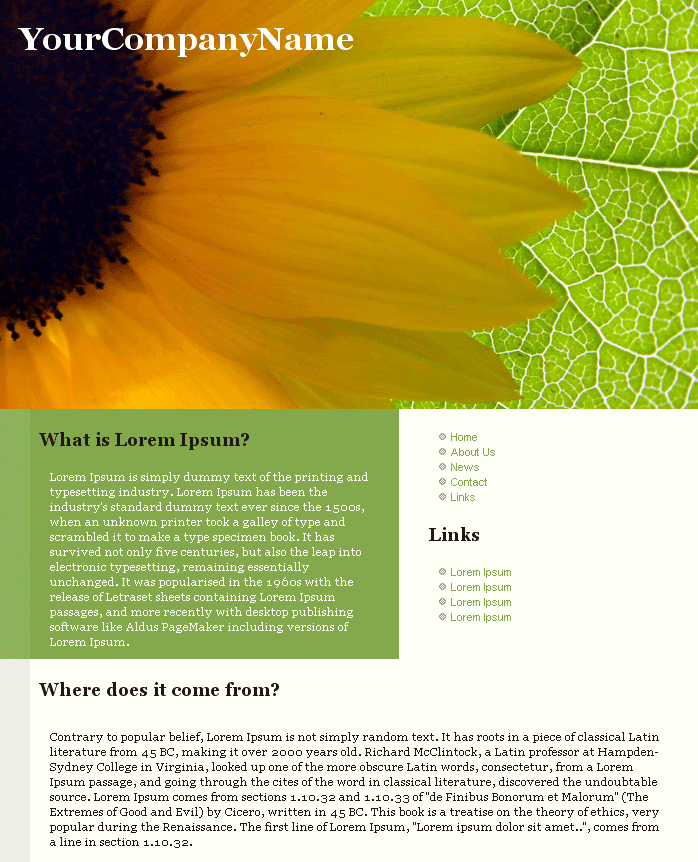 YourCompanyName
What is Lorem Ipsum?
Lorem Ipsum is simply dummy text of the printing and
typesetting industry. Lorem Ipsum has been the
industry's standard dummy text ever since the 1500s,
when an unknown printer took a galley of type and
scrambled it to make a type specimen book. It has
survived not only five centuries, but also the leap into
electronic typesetting, remaining essentially
unchanged. It was popularised in the 1960s with the
release of Letraset sheets containing Lorem Ipsum
passages, and more recently with desktop publishing
software like Aldus PageMaker including versions of
Lorem Ipsum.
Home
About Us
News
Contact
Links
Links
Lorem Ipsum
Lorem Ipsum
Lorem Ipsum
Lorem Ipsum
Where does it come from?
Contrary to popular belief, Lorem Ipsum is not simply random text. It has roots in a piece of classical Latin
literature from 45 BC, making it over 2000 years old. Richard McClintock, a Latin professor at Hampden-
Sydney College in Virginia, looked up one of the more obscure Latin words, consectetur, from a Lorem
Ipsum passage, and going through the cites of the word in classical literature, discovered the undoubtable
source. Lorem Ipsum comes from sections 1.10.32 and 1.10.33 of "de Finibus Bonorum et Malorum" (The
Extremes of Good and Evil) by Cicero, written in 45 BC. This book is a treatise on the theory of ethics, very
popular during the Renaissance. The first line of Lorem Ipsum, "Lorem ipsum dolor sit amet..", comes from
a line in section 1.10.32.